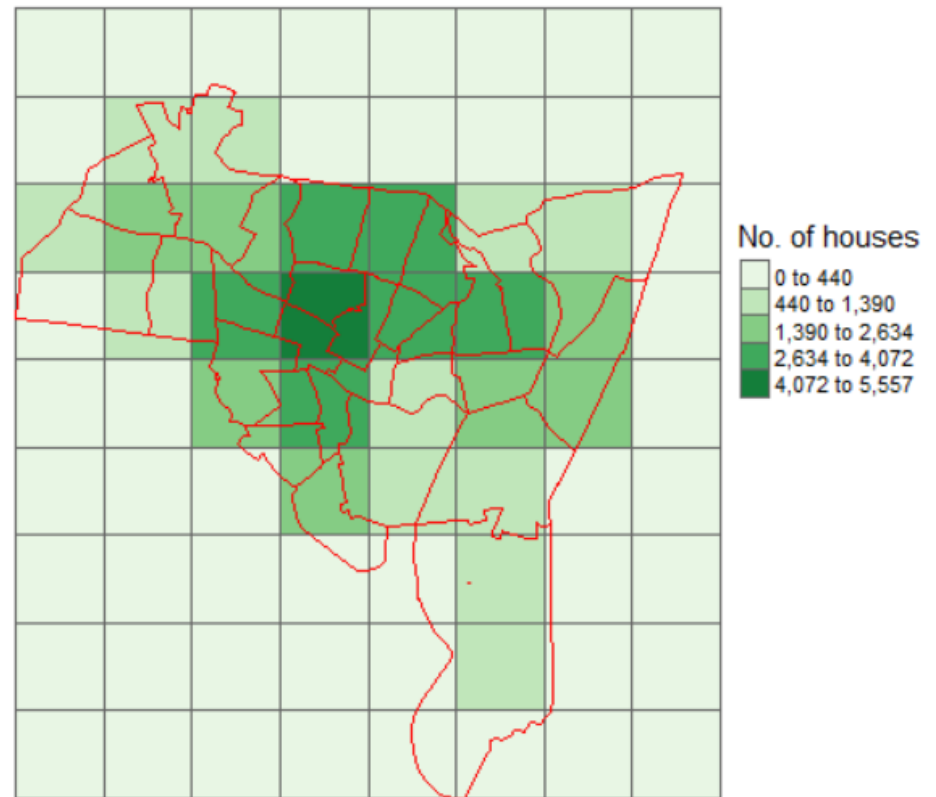 No. of houses
0 to 440
440 to 1,390
1,390 to 2,634
2,634 to 4,072
4,072 to 5,557